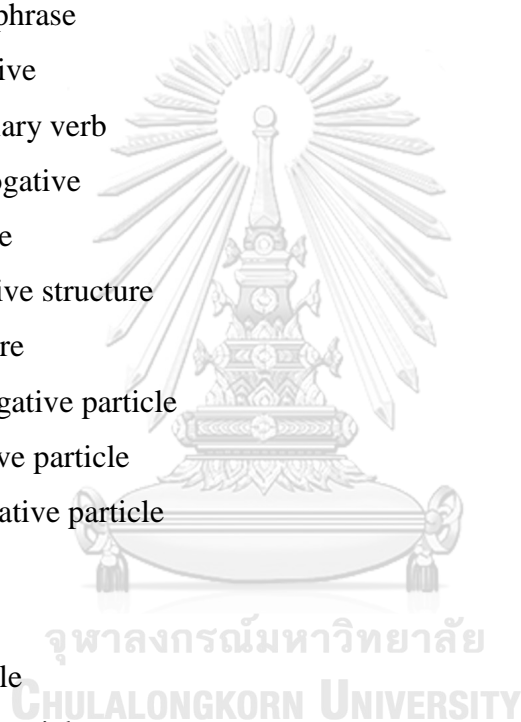 phrase
ive
ary verb
ogative
e
ive structure
re
gative particle
ve particle
ative particle
จุฬาลงกรณ์มหาวิทยาลัย
le
CHULALONGKORN UNIVERSITY